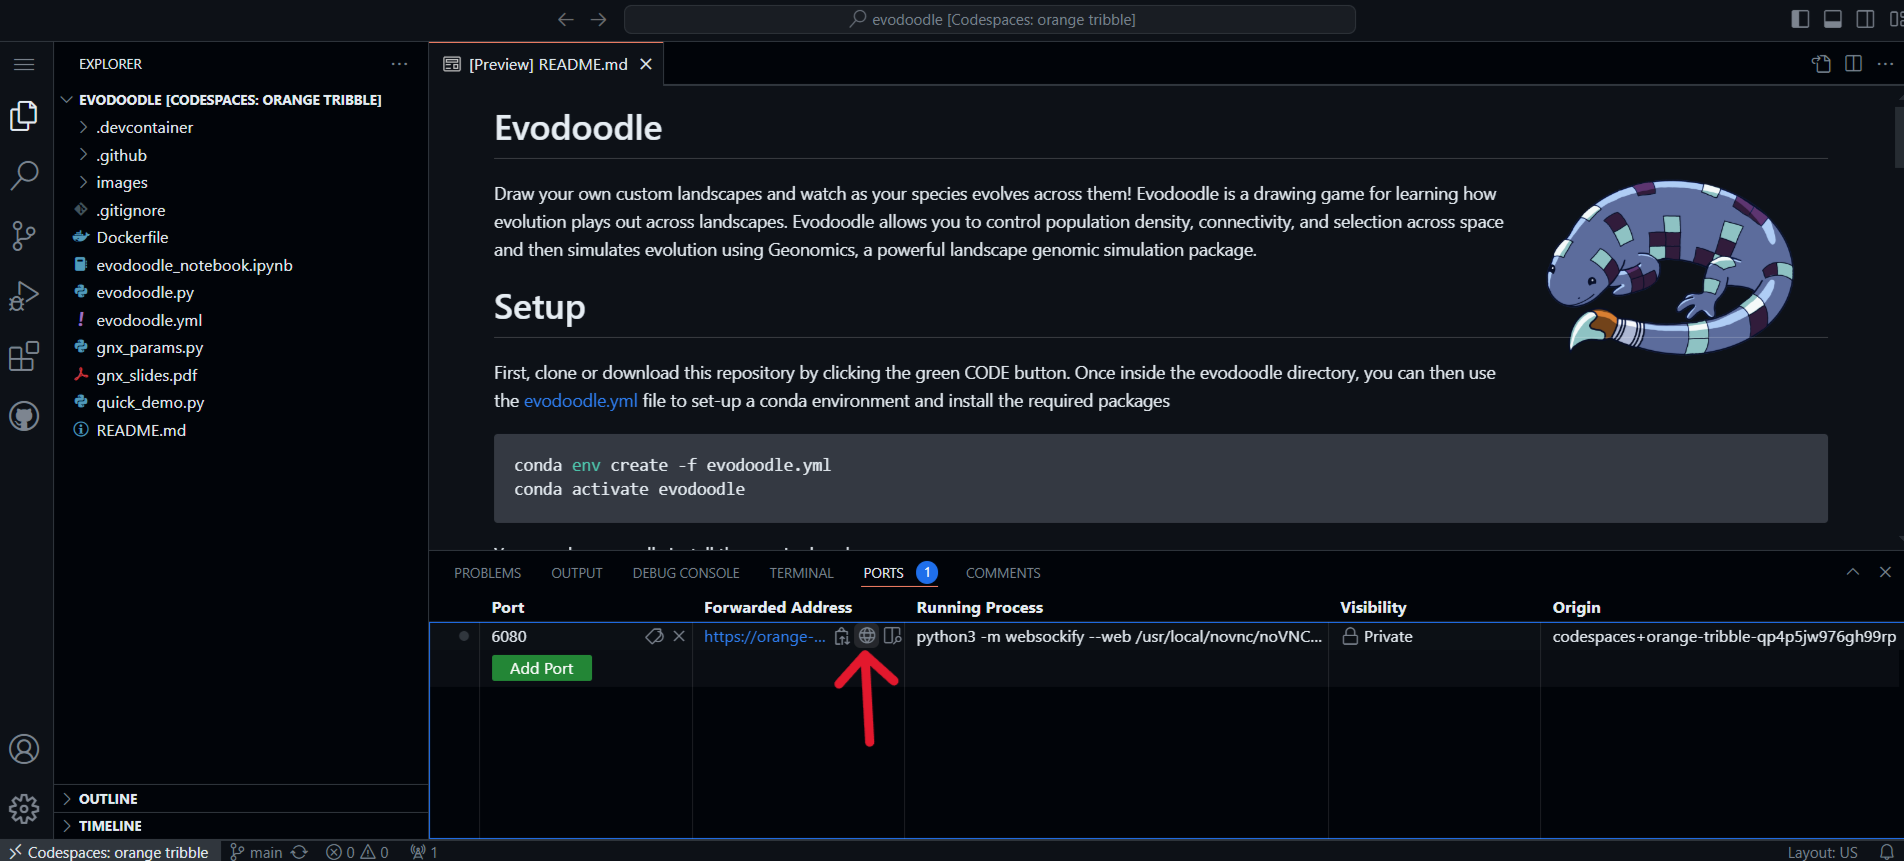 evodoodle [Codespaces: orange tribble]
EXPLORER
[Preview] README.md
EVODOODLE [CODESPACES: ORANGE TRIBBLE]
.devcontainer
.github
images
.gitignore
Dockerfile
evodoodle_notebook.ipynb
evodoodle.py
evodoodle.yml
gnx_params.py
gnx_slides.pdf
quick_demo.py
README.md
OUTLINE
TIMELINE
Evodoodle
Draw your own custom landscapes and watch as your species evolves across them! Evodoodle is a drawing game for learning how
evolution plays out across landscapes. Evodoodle allows you to control population density, connectivity, and selection across space
and then simulates evolution using Geonomics, a powerful landscape genomic simulation package.
Setup
First, clone or download this repository by clicking the green CODE button. Once inside the evodoodle directory, you can then use
the evodoodle.yml file to set-up a conda environment and install the required packages
conda env create -f evodoodle.yml
conda activate evodoodle
PROBLEMS OUTPUT DEBUG CONSOLE TERMINAL PORTS 1 COMMENTS
Port Forwarded Address Running Process Visibility Origin
6080 https://orange-... python3 -m websockify --web /usr/local/novnc/noVNC... Private codespaces+orange-tribble-qp4p5jw976gh99rp
Add Port
Codespaces: orange tribble main 0 0 1 Layout: US